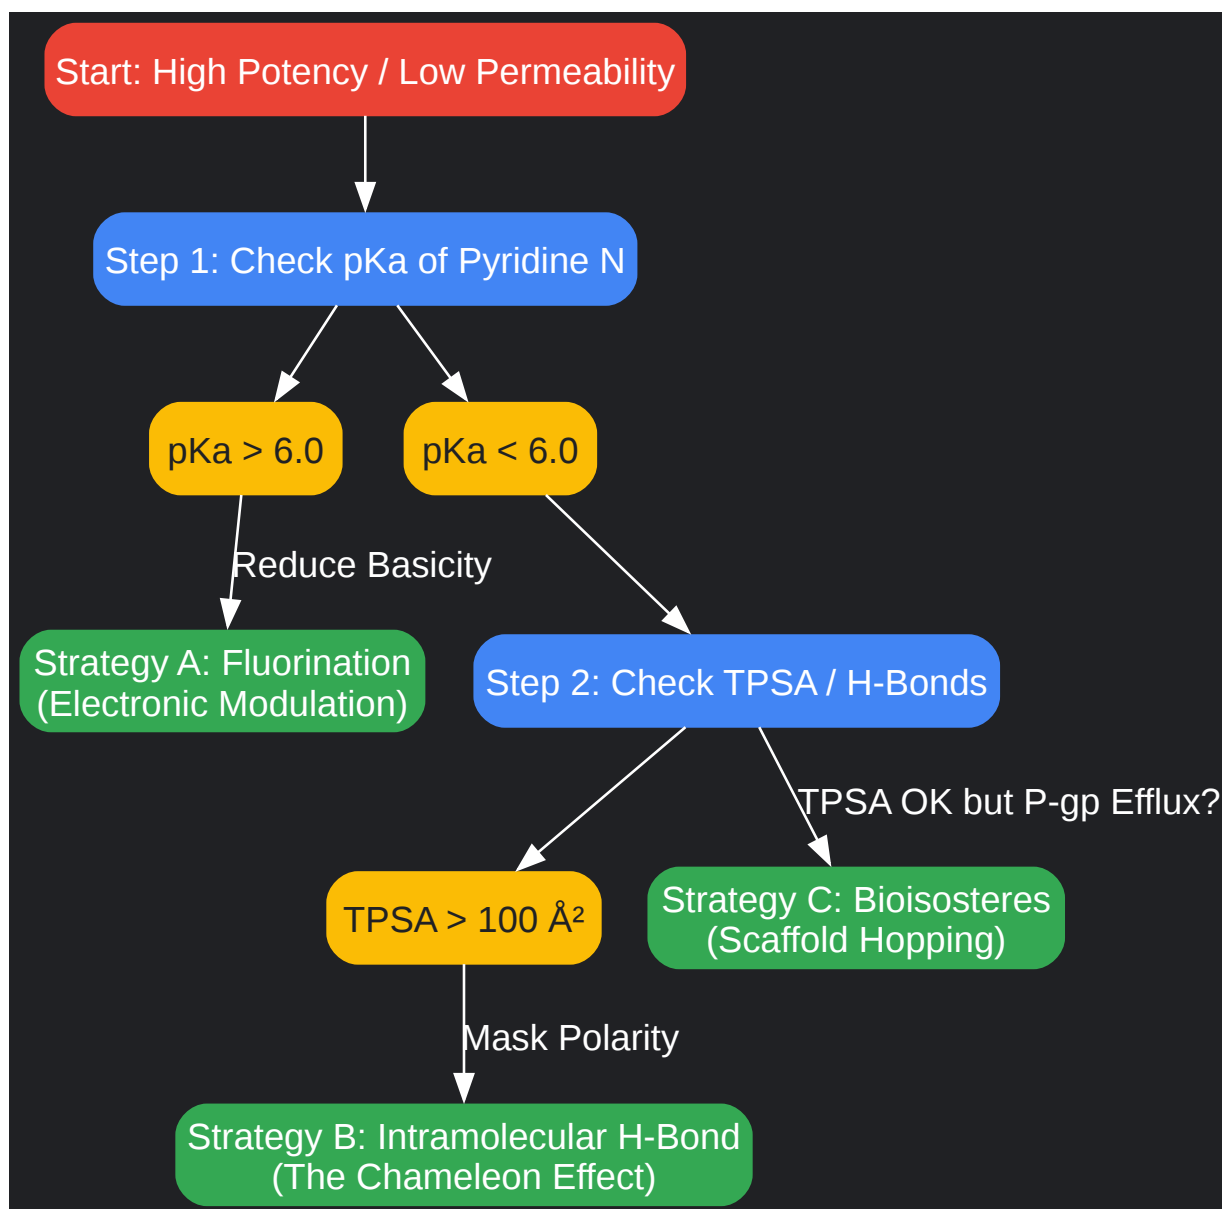 Start: High Potency / Low Permeability
Step 1: Check pKa of Pyridine N
pKa > 6.0
pKa < 6.0
Reduce Basicity
Strategy A: Fluorination
(Electronic Modulation)
Step 2: Check TPSA / H-Bonds
TPSA OK but P-gp Efflux?
TPSA > 100 Å²
Strategy C: Bioisosteres
(Scaffold Hopping)
Mask Polarity
Strategy B: Intramolecular H-Bond
(The Chameleon Effect)